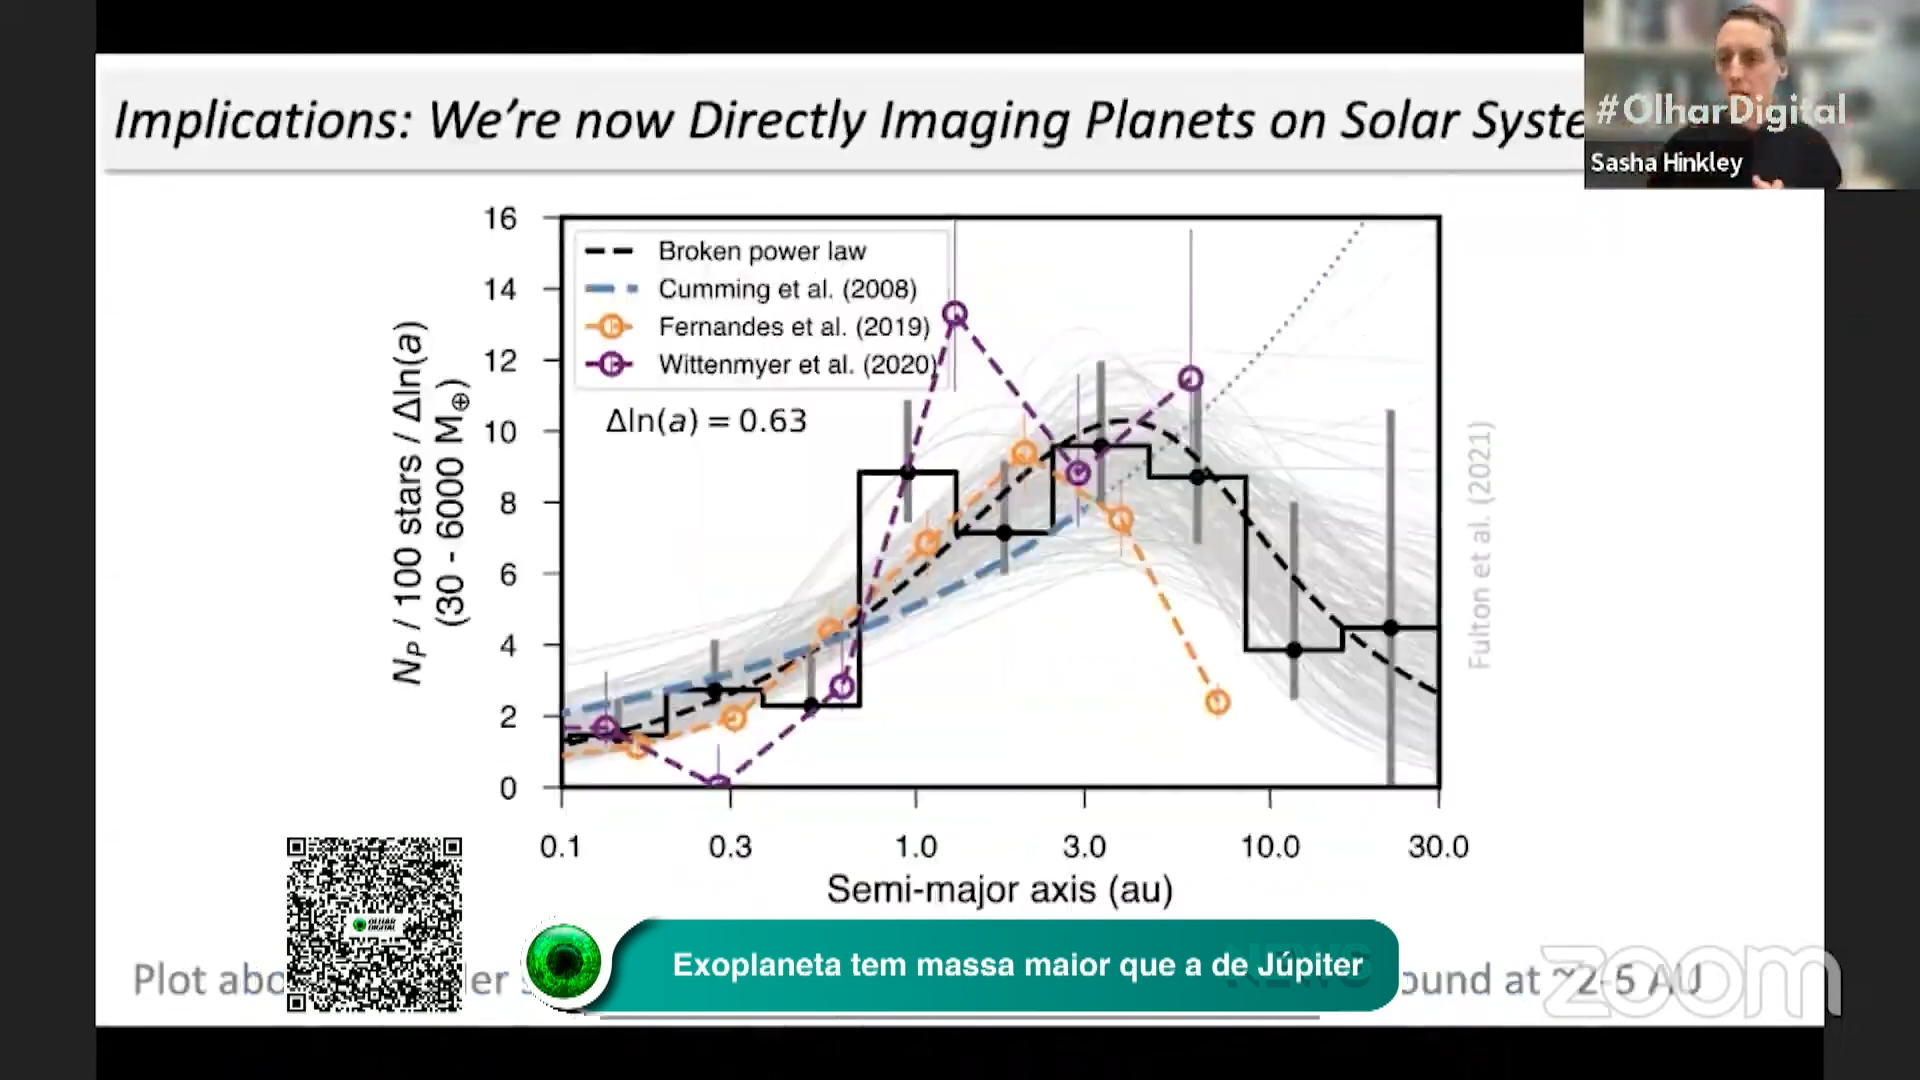 Implications: We’re now Directly Imaging Planets on Solar Syste
#OlharDigital
Sasha Hinkley
16
14
12
10
8
6
4
2
0
N_P / 100 stars / Δln(a)
(30 - 6000 M⊕)
Broken power law
Cumming et al. (2008)
Fernandes et al. (2019)
Wittenmyer et al. (2020)
Δln(a) = 0.63
Fulton et al. (2021)
0.1 0.3 1.0 3.0 10.0 30.0
Semi-major axis (au)
OLHAR
DIGITAL
NEWS
Exoplaneta tem massa maior que a de Júpiter
Plot ound at ~2-5 AU
zoom